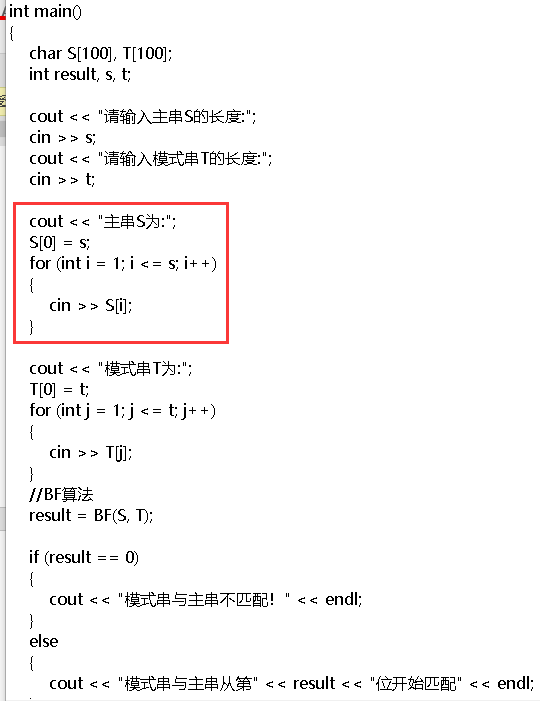 int main()
{
char S[100], T[100];
int result, s, t;
cout << "请输入主串S的长度:";
cin >> s;
cout << "请输入模式串T的长度:";
cin >> t;
cout << "主串S为:";
S[0] = s;
for (int i = 1; i <= s; i++)
{
cin >> S[i];
}
cout << "模式串T为:";
T[0] = t;
for (int j = 1; j <= t; j++)
{
cin >> T[j];
}
//BF算法
result = BF(S, T);
if (result == 0)
{
cout << "模式串与主串不匹配！" << endl;
}
else
{
cout << "模式串与主串从第" << result << "位开始匹配" << endl;